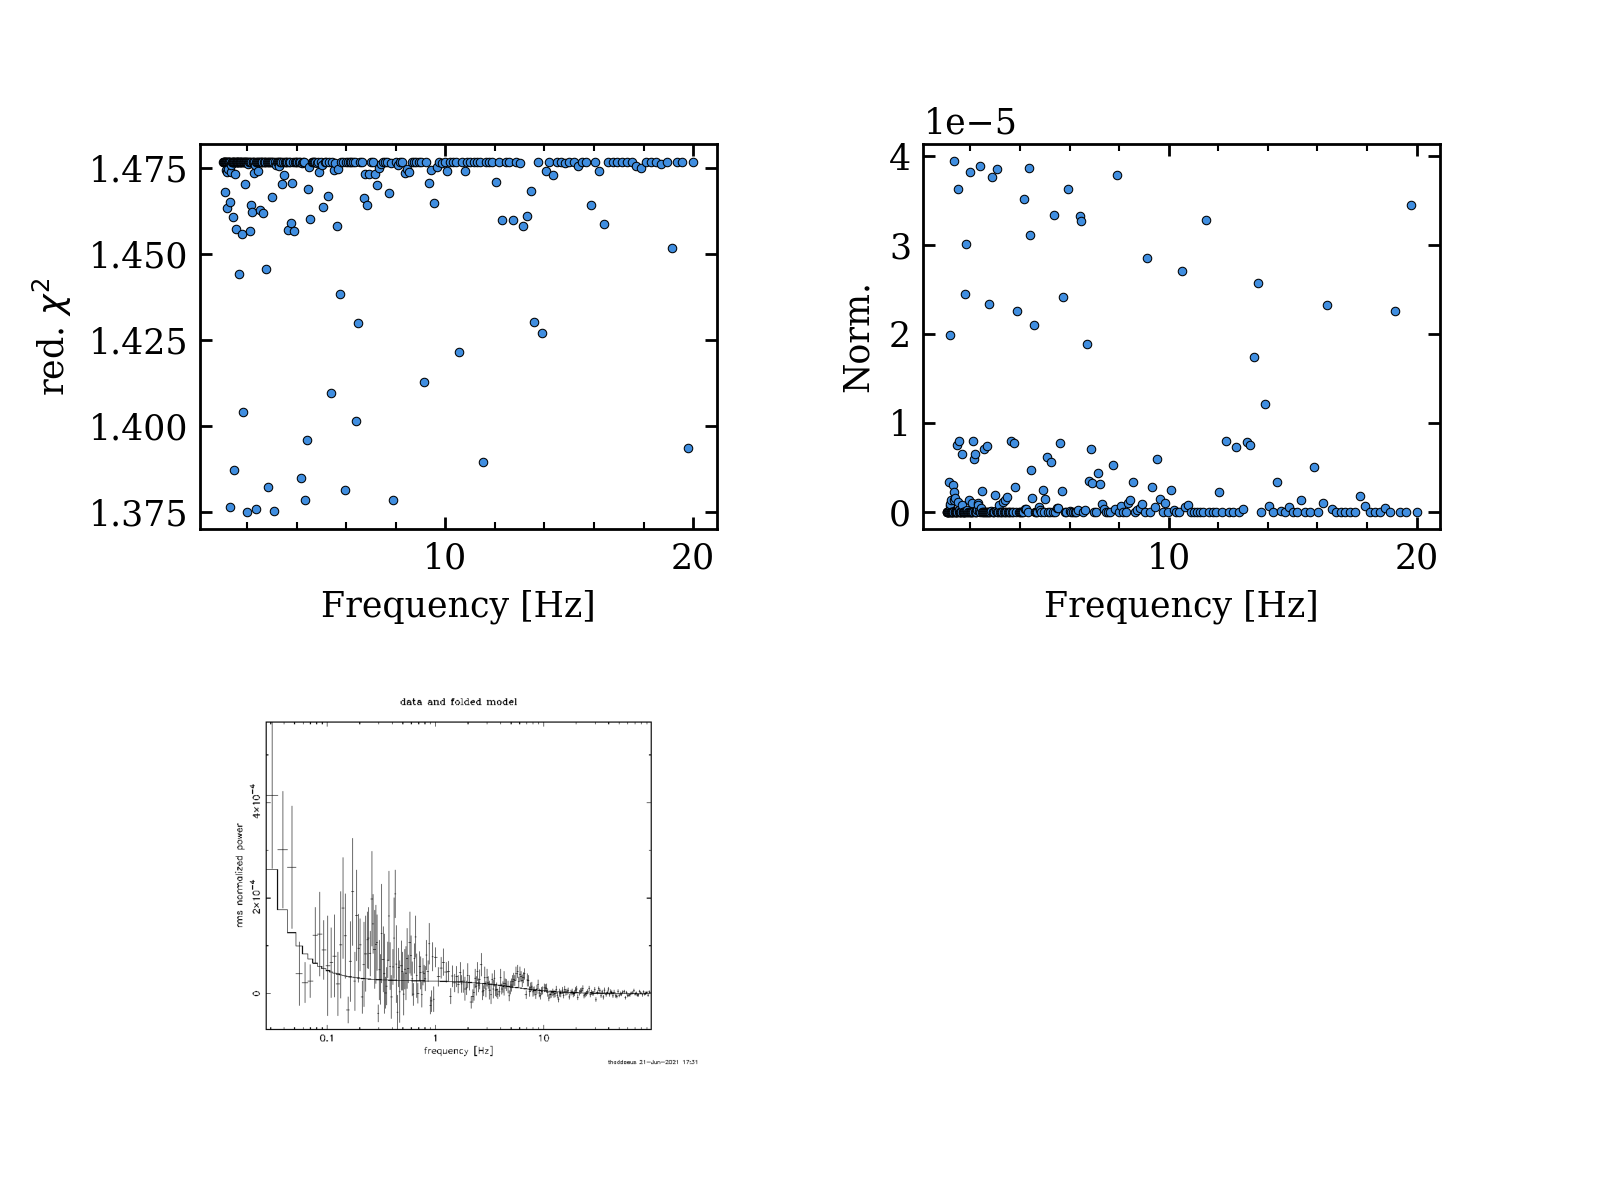 1.475
1.450
1.425
1.400
1.375
red. χ²
10 20
Frequency [Hz]
1e−5
4
3
2
1
0
Norm.
10 20
Frequency [Hz]
data and folded model
4×10⁻⁴
2×10⁻⁴
0
rms normalized power
0.1 1 10
frequency [Hz]
thaddaeus 21-Jun-2021 17:31